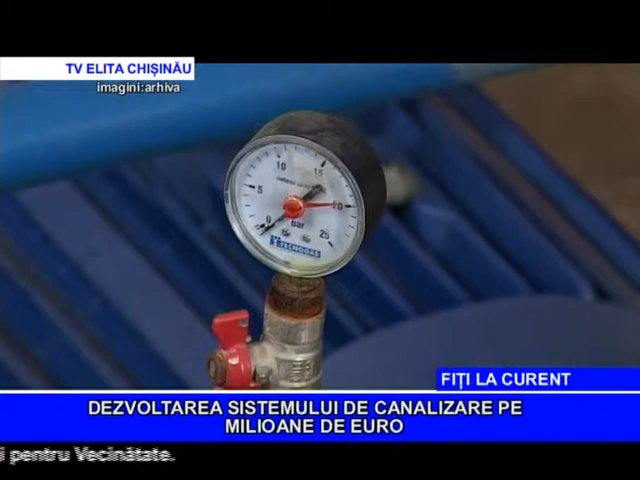 TV ELITA CHIȘINĂU
imagini:arhiva
10
15
5
20
0
bar
25
TECNOGAS
FIȚI LA CURENT
DEZVOLTAREA SISTEMULUI DE CANALIZARE PE
MILIOANE DE EURO
pentru Vecinătate.